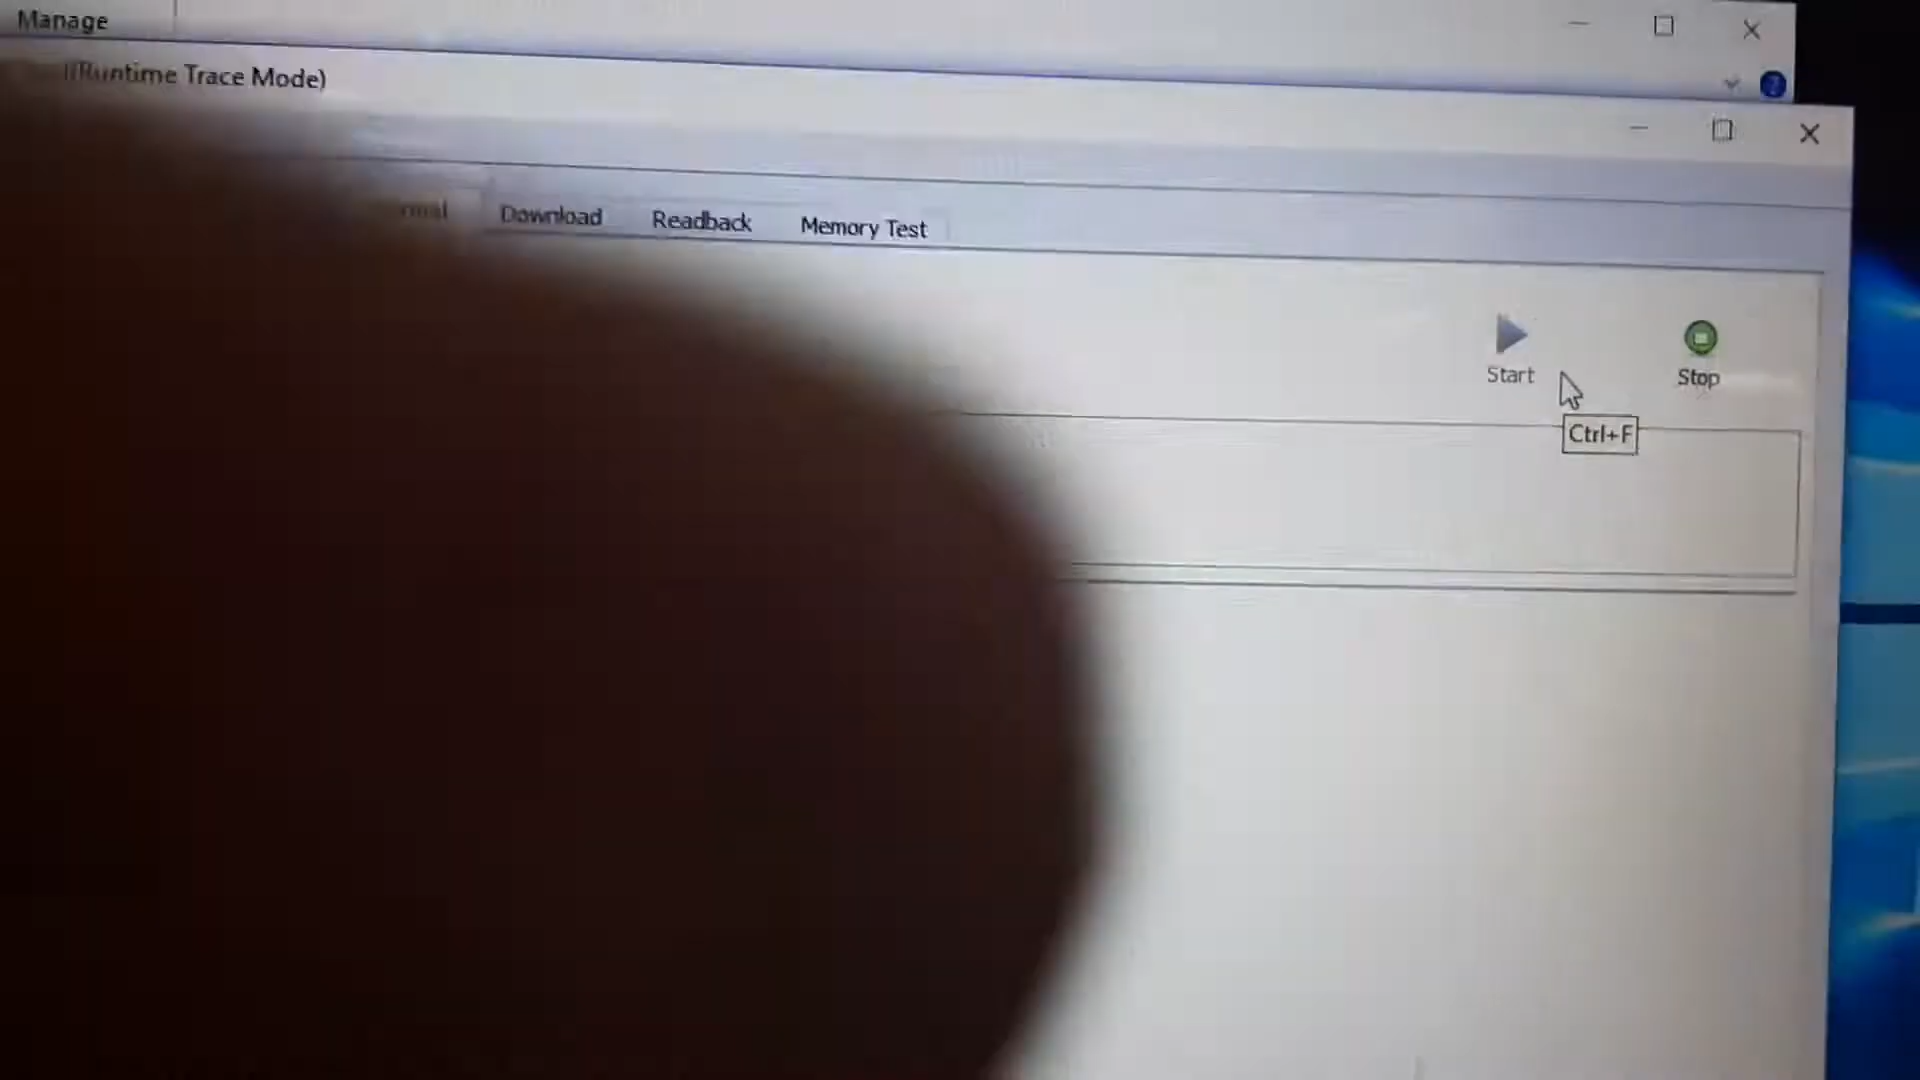 Manage
(Runtime Trace Mode)
Download Readback Memory Test
Start Stop
Ctrl+F